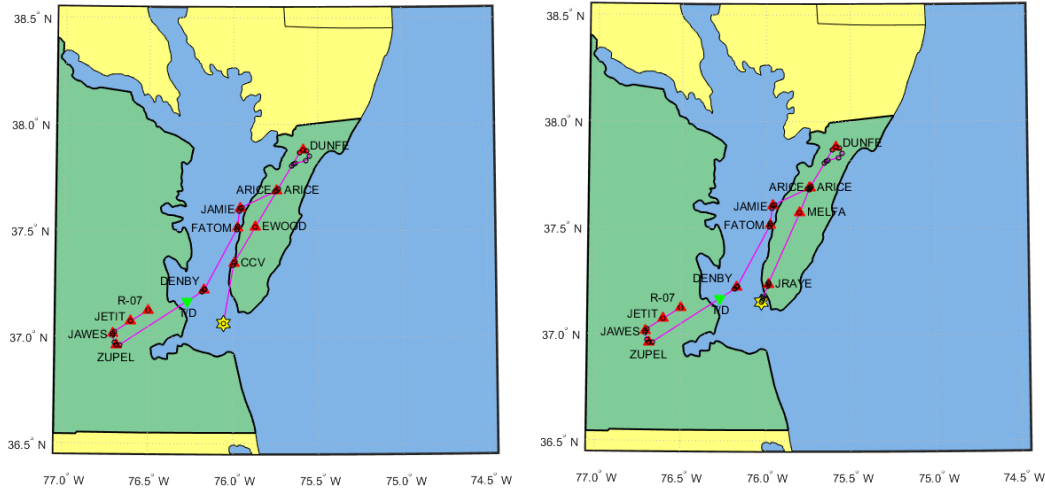 38.5° N
38.0° N
37.5° N
37.0° N
36.5° N
77.0° W
76.5° W
76.0° W
75.5° W
75.0° W
74.5° W
DUNFE
ARICE
ARICE
JAMIE
FATOM
EWOOD
CCV
DENBY
T/D
R-07
JETIT
JAWES
ZUPEL
38.5° N
38.0° N
37.5° N
37.0° N
36.5° N
77.0° W
76.5° W
76.0° W
75.5° W
75.0° W
74.5° W
DUNFE
ARICE
ARICE
JAMIE
MELFA
FATOM
DENBY
JRAYE
T/D
R-07
JETIT
JAWES
ZUPEL